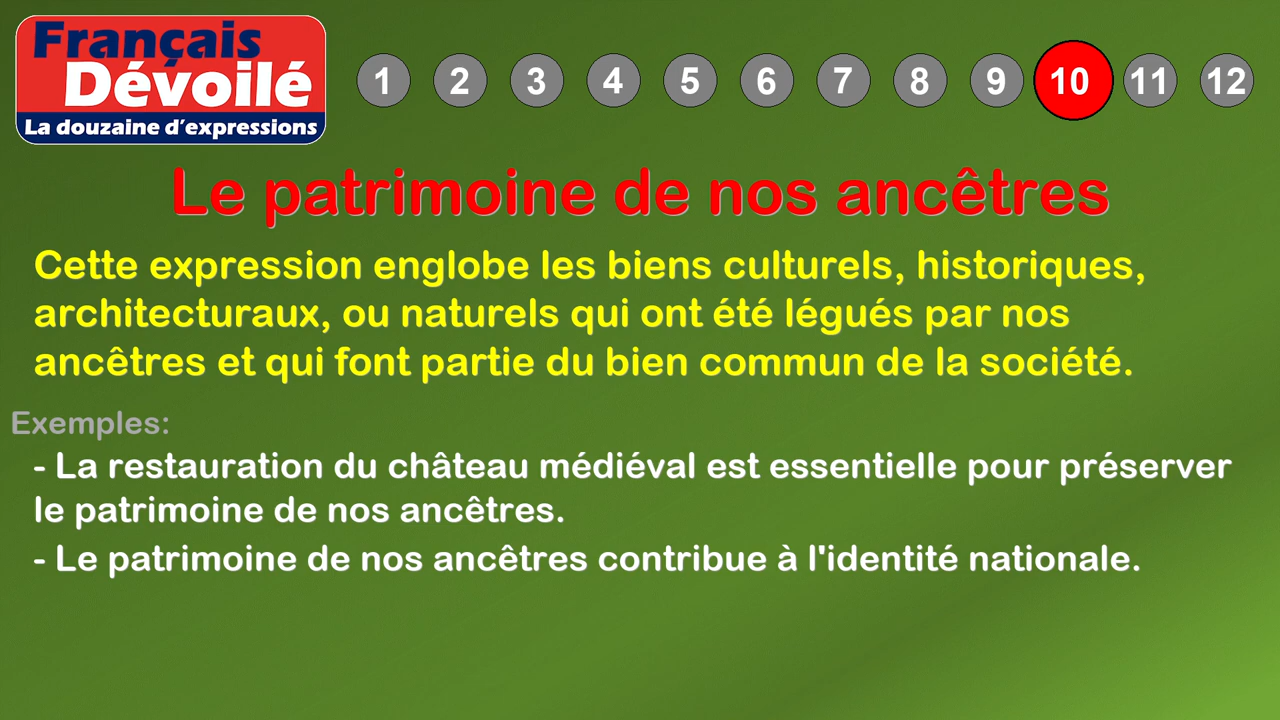 Français
Dévoilé
La douzaine d'expressions
1 2 3 4 5 6 7 8 9 10 11 12
Le patrimoine de nos ancêtres
Cette expression englobe les biens culturels, historiques,
architecturaux, ou naturels qui ont été légués par nos
ancêtres et qui font partie du bien commun de la société.
Exemples:
- La restauration du château médiéval est essentielle pour préserver
le patrimoine de nos ancêtres.
- Le patrimoine de nos ancêtres contribue à l'identité nationale.